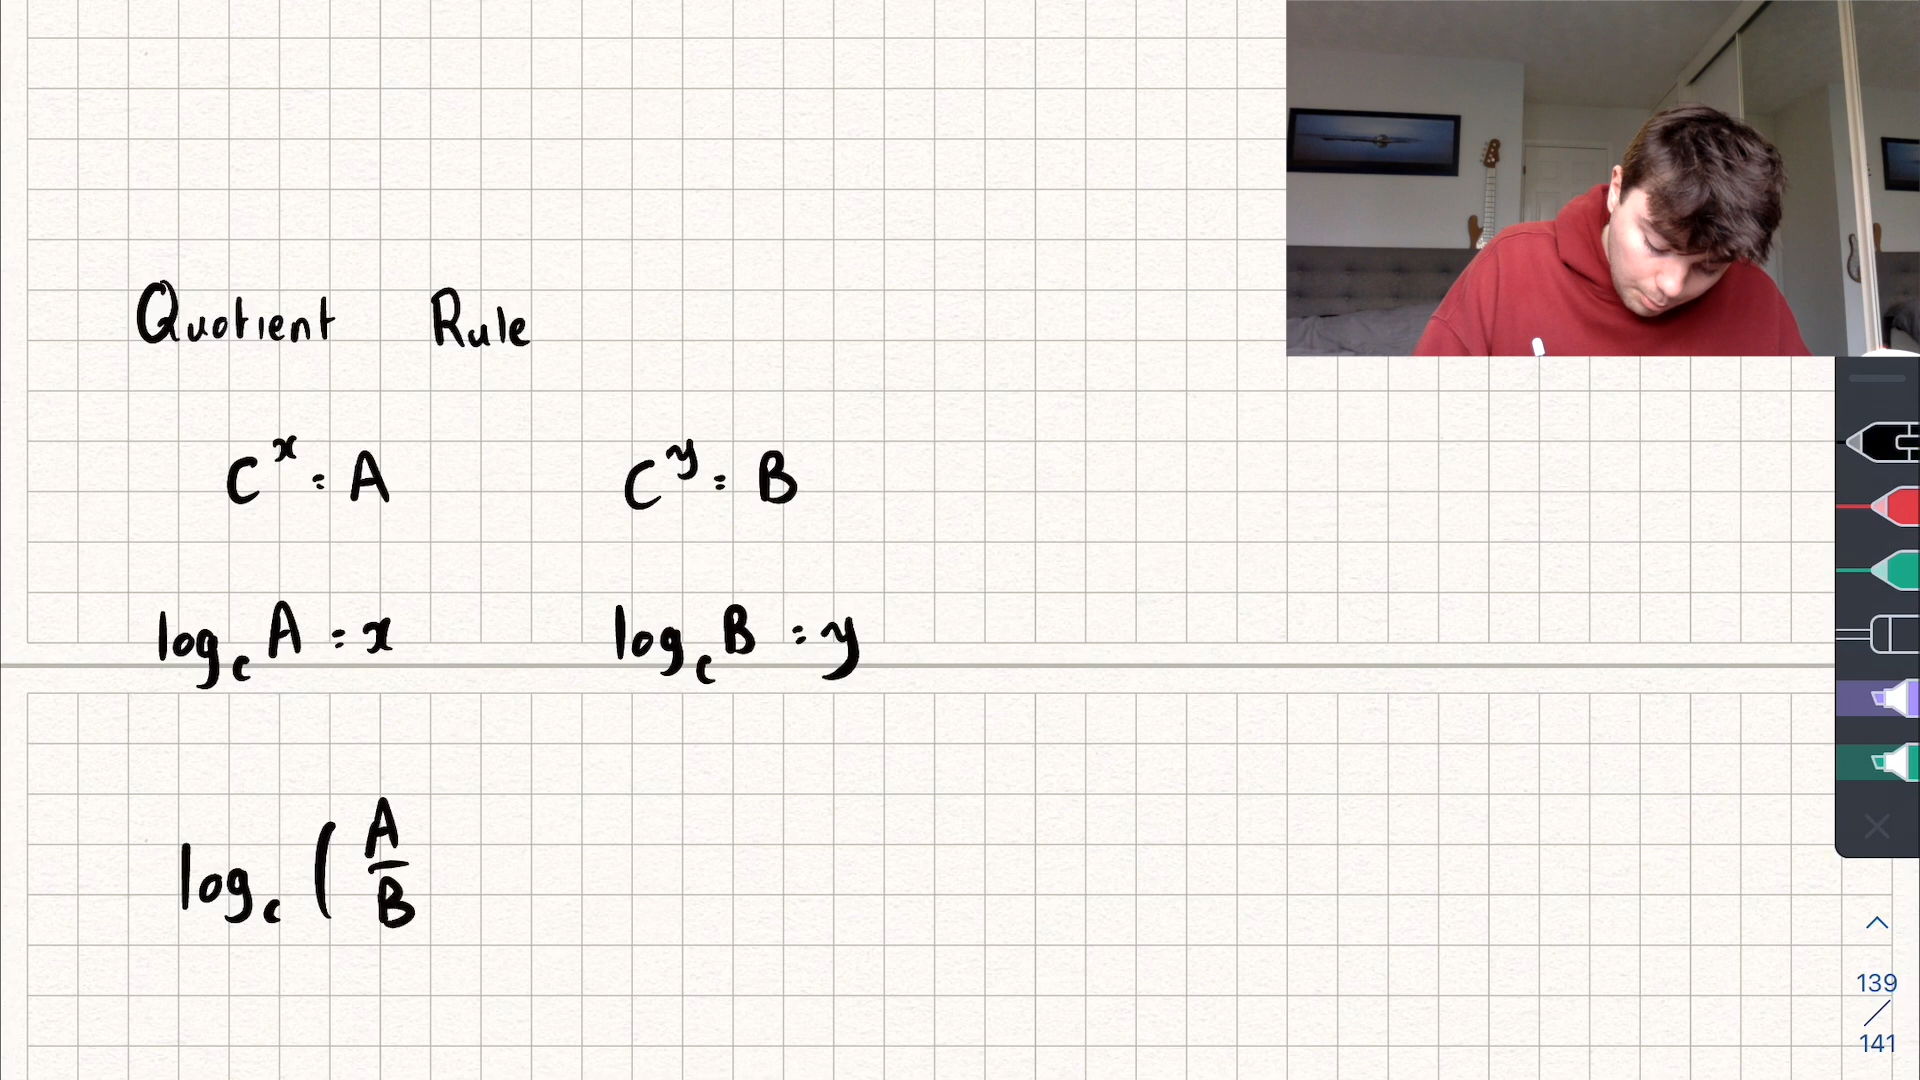 Quotient Rule
C^x = A C^y = B
log_c A = x log_c B = y
log_c ( A/B
139
/
141